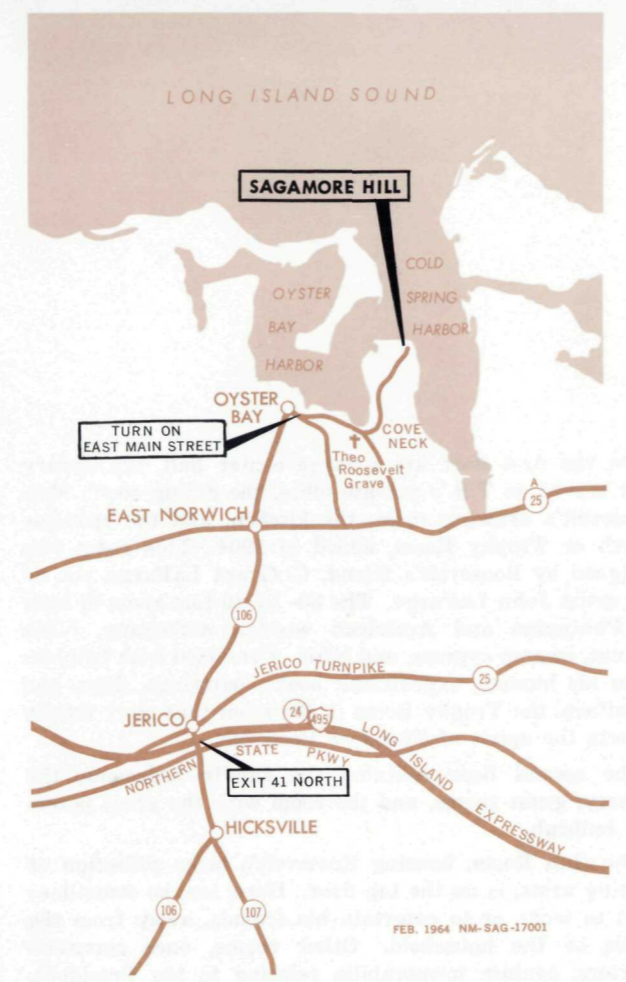 LONG ISLAND SOUND
SAGAMORE HILL
COLD
SPRING
HARBOR
OYSTER
BAY
HARBOR
OYSTER
BAY
TURN ON
EAST MAIN STREET
COVE
NECK
Theo
Roosevelt
Grave
A
25
EAST NORWICH
106
JERICO TURNPIKE
25
JERICO
24
495
LONG ISLAND EXPRESSWAY
NORTHERN STATE PKWY
EXIT 41 NORTH
HICKSVILLE
106
107
FEB. 1964 NM-SAG-17001